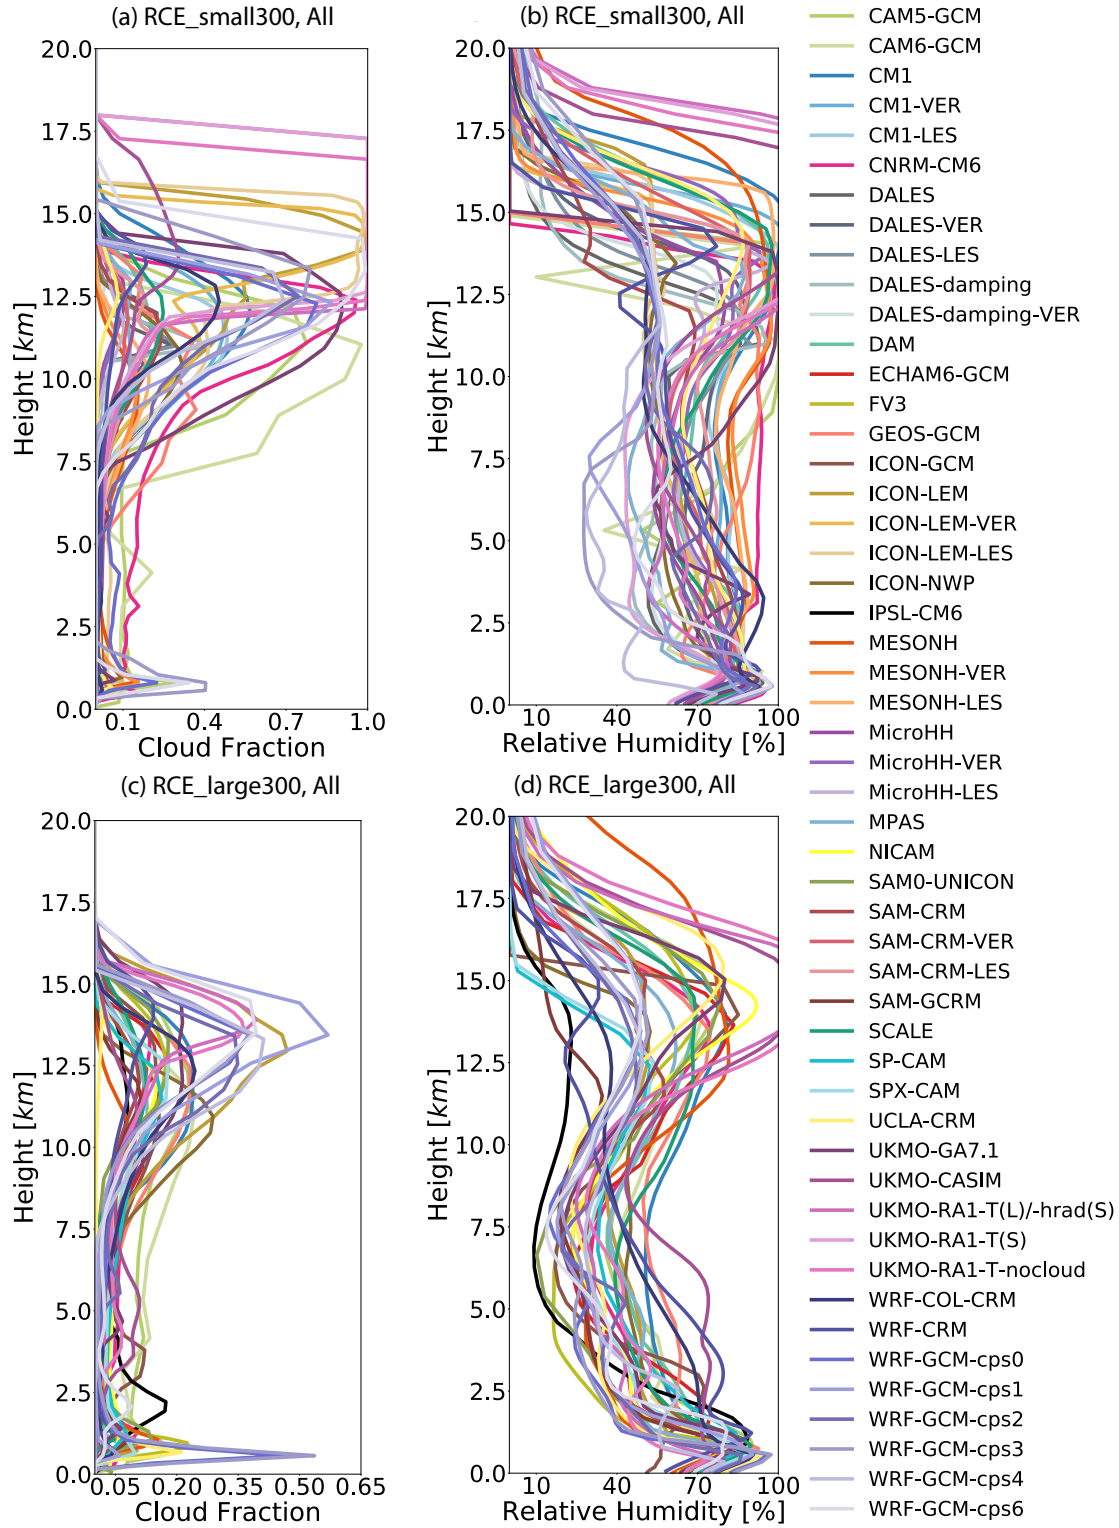 (a) RCE_small300, All
20.0
17.5
15.0
12.5
10.0
7.5
5.0
2.5
0.0
Height [km]
0.1 0.4 0.7 1.0
Cloud Fraction
(b) RCE_small300, All
20.0
17.5
15.0
12.5
10.0
7.5
5.0
2.5
0.0
Height [km]
10 40 70 100
Relative Humidity [%]
(c) RCE_large300, All
20.0
17.5
15.0
12.5
10.0
7.5
5.0
2.5
0.0
Height [km]
0.05 0.20 0.35 0.50 0.65
Cloud Fraction
(d) RCE_large300, All
20.0
17.5
15.0
12.5
10.0
7.5
5.0
2.5
0.0
Height [km]
10 40 70 100
Relative Humidity [%]
CAM5-GCM
CAM6-GCM
CM1
CM1-VER
CM1-LES
CNRM-CM6
DALES
DALES-VER
DALES-LES
DALES-damping
DALES-damping-VER
DAM
ECHAM6-GCM
FV3
GEOS-GCM
ICON-GCM
ICON-LEM
ICON-LEM-VER
ICON-LEM-LES
ICON-NWP
IPSL-CM6
MESONH
MESONH-VER
MESONH-LES
MicroHH
MicroHH-VER
MicroHH-LES
MPAS
NICAM
SAM0-UNICON
SAM-CRM
SAM-CRM-VER
SAM-CRM-LES
SAM-GCRM
SCALE
SP-CAM
SPX-CAM
UCLA-CRM
UKMO-GA7.1
UKMO-CASIM
UKMO-RA1-T(L)/-hrad(S)
UKMO-RA1-T(S)
UKMO-RA1-T-nocloud
WRF-COL-CRM
WRF-CRM
WRF-GCM-cps0
WRF-GCM-cps1
WRF-GCM-cps2
WRF-GCM-cps3
WRF-GCM-cps4
WRF-GCM-cps6